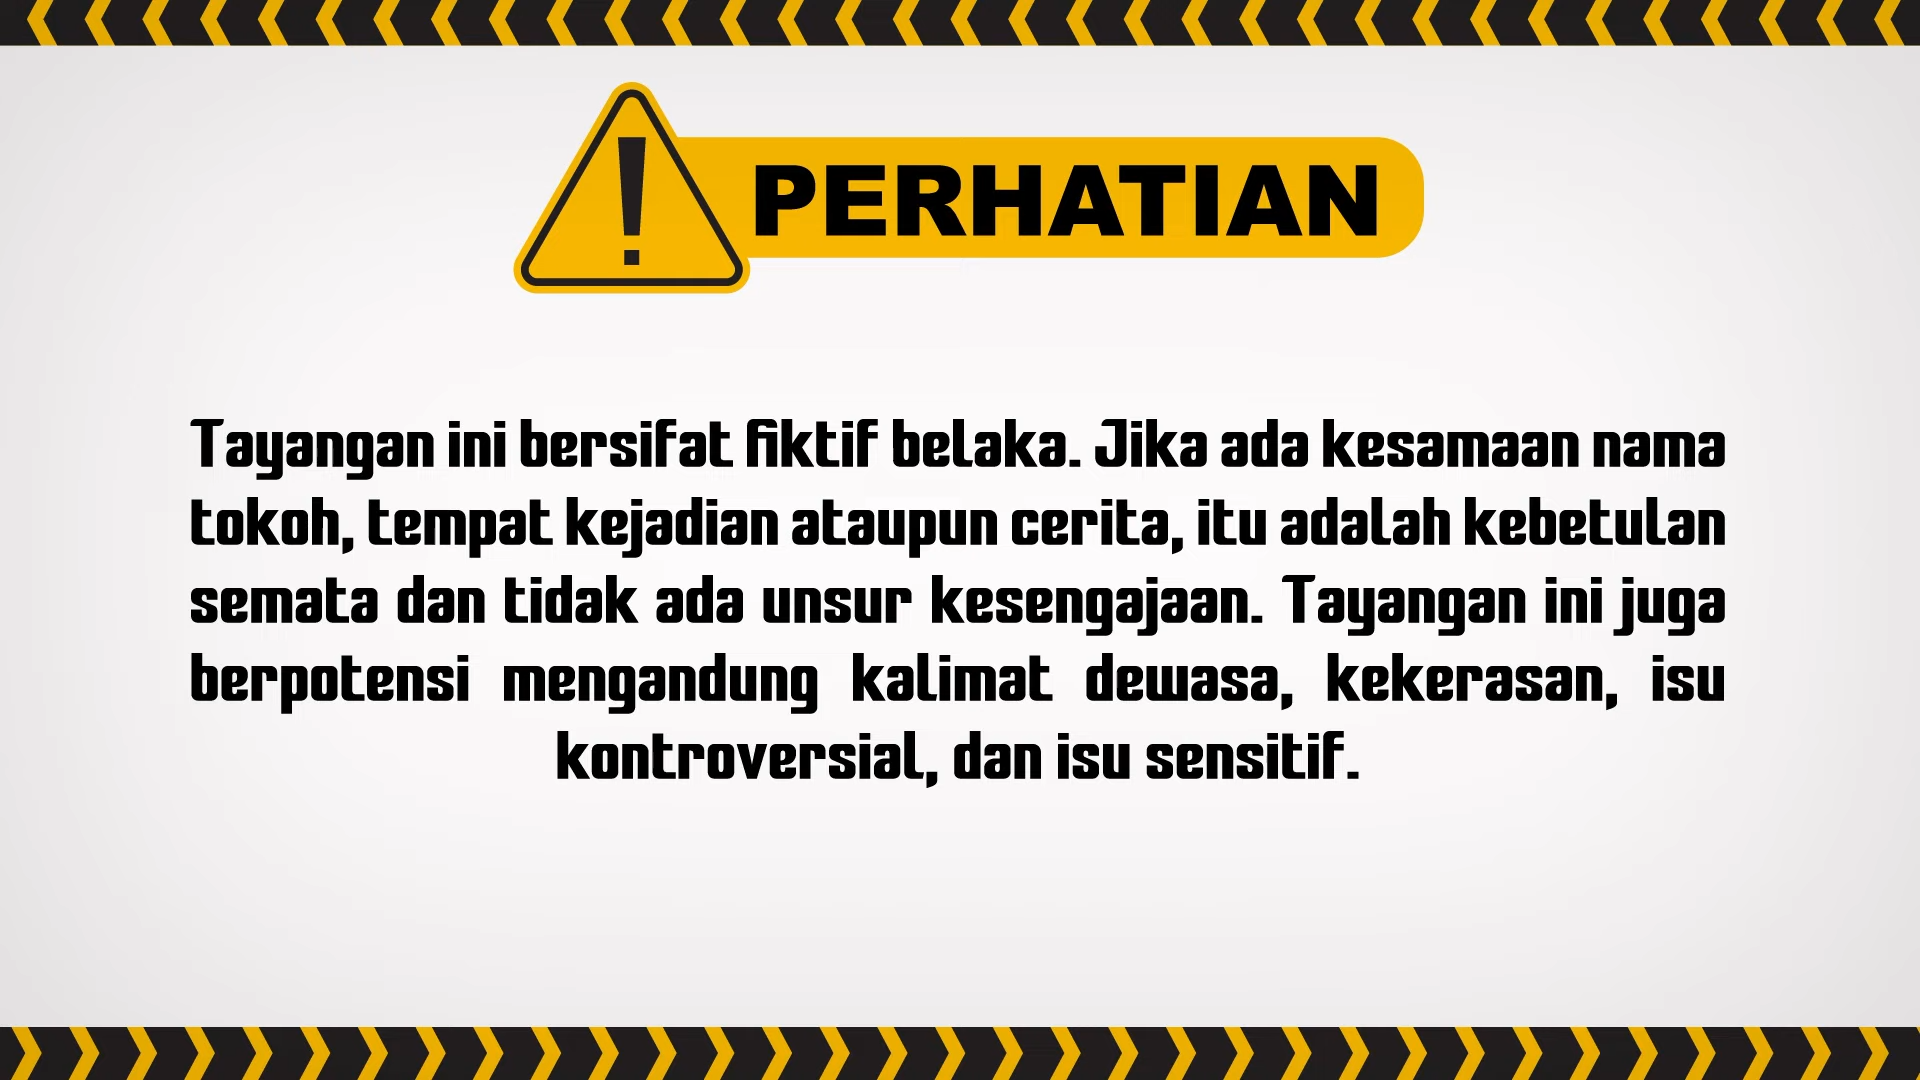 PERHATIAN
Tayangan ini bersifat fiktif belaka. Jika ada kesamaan nama
tokoh, tempat kejadian ataupun cerita, itu adalah kebetulan
semata dan tidak ada unsur kesengajaan. Tayangan ini juga
berpotensi mengandung kalimat dewasa, kekerasan, isu
kontroversial, dan isu sensitif.